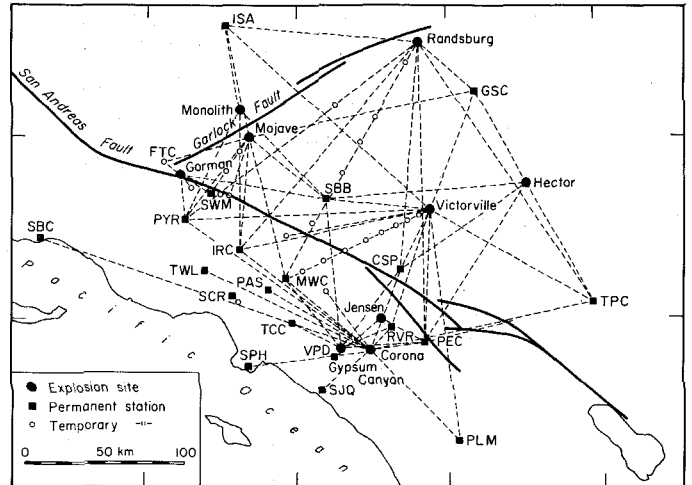 ISA
Randsburg
San Andreas Fault
Garlock Fault
Monolith
GSC
Mojave
FTC
Gorman
SWM
SBB
Hector
PYR
Victorville
SBC
IRC
CSP
TWL
PAS
MWC
SCR
TPC
Jensen
TCC
RVR
PEC
VPD
Corona
SPH
Gypsum
Canyon
SJQ
PLM
Pacific
Ocean
Explosion site
Permanent station
Temporary -"-
0 50 km 100